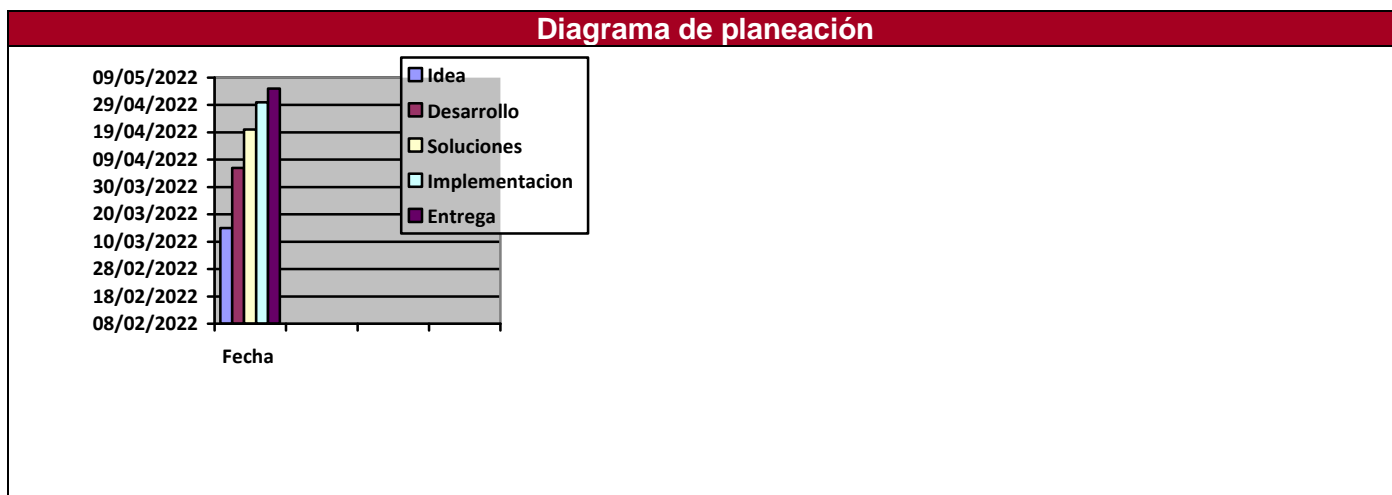 Diagrama de planeación
09/05/2022
29/04/2022
19/04/2022
09/04/2022
30/03/2022
20/03/2022
10/03/2022
28/02/2022
18/02/2022
08/02/2022
Fecha
Idea
Desarrollo
Soluciones
Implementacion
Entrega